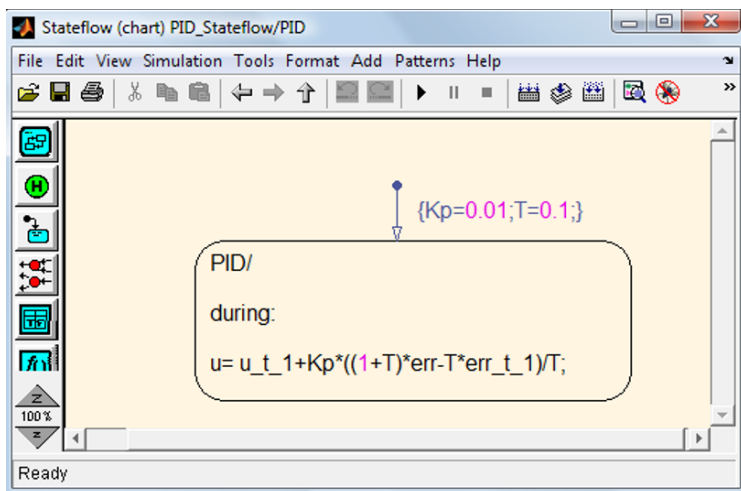 Stateflow (chart) PID_Stateflow/PID
File Edit View Simulation Tools Format Add Patterns Help
{Kp=0.01;T=0.1;}
PID/
during:
u= u_t_1+Kp*((1+T)*err-T*err_t_1)/T;
100 %
Ready